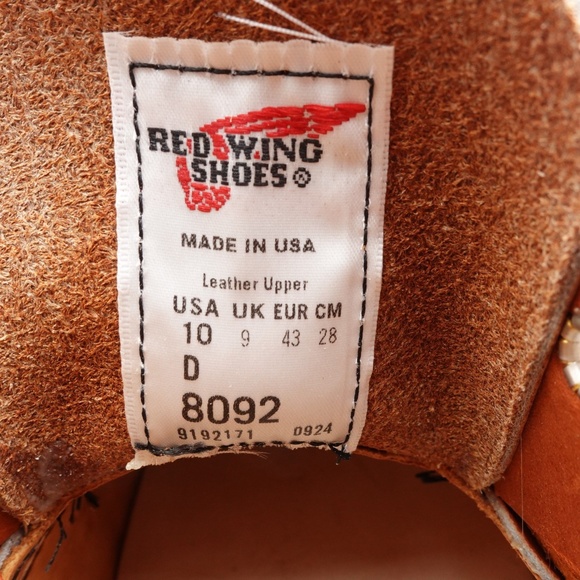 RED WING
SHOES ®
MADE IN USA
Leather Upper
USA UK EUR CM
10 9 43 28
D
8092
9192171 0924